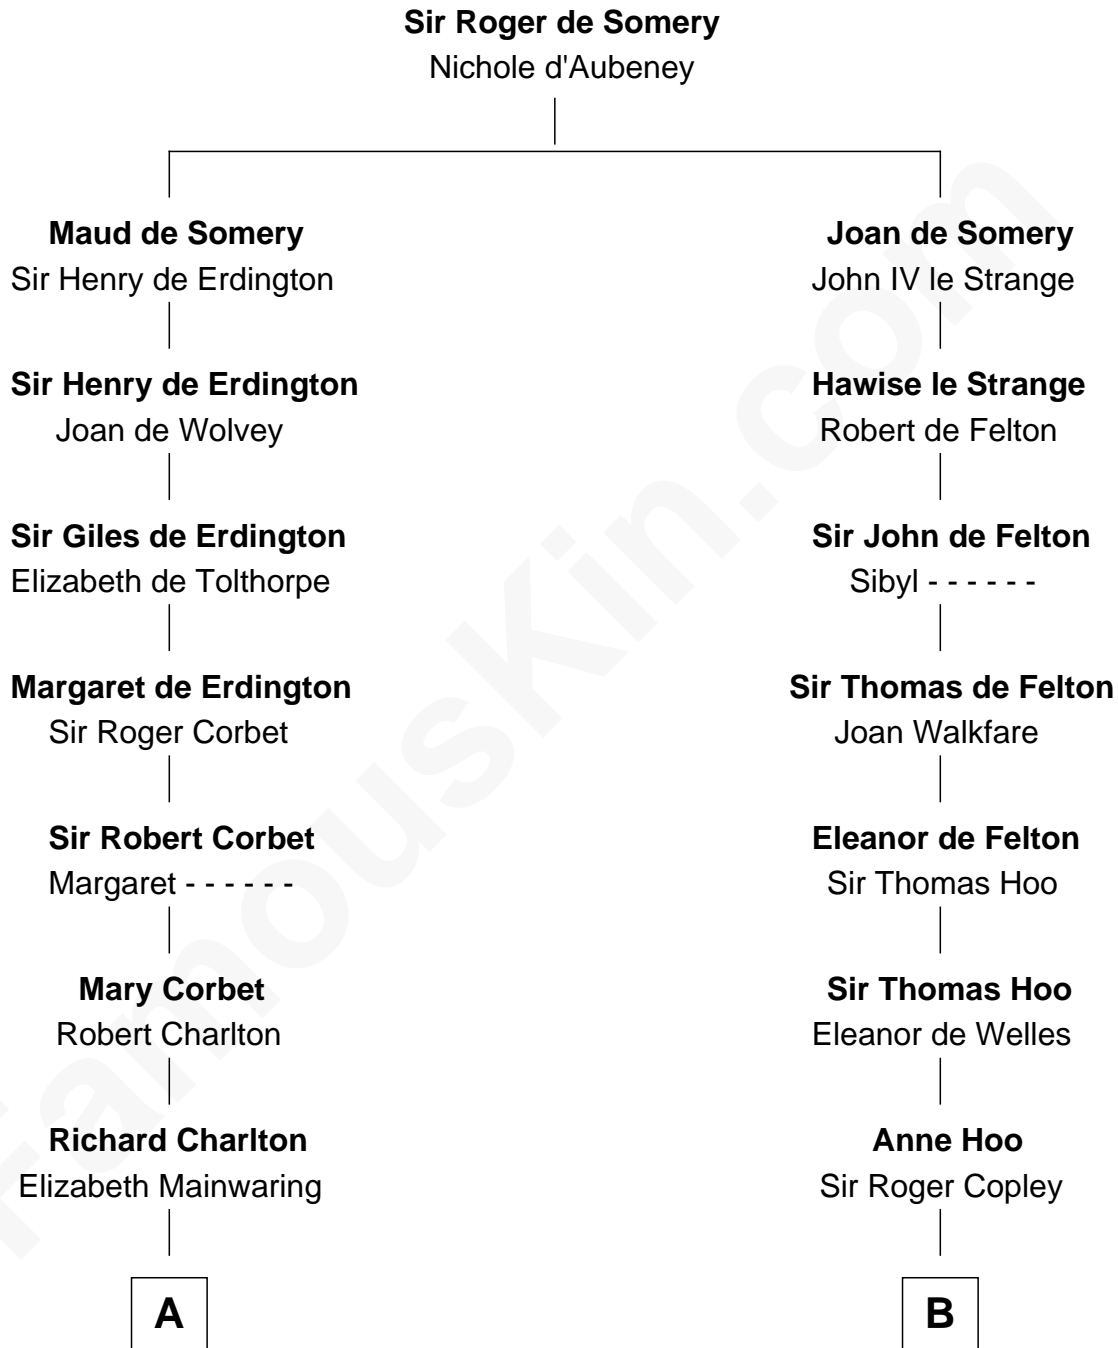 Sir Roger de Somery
Nichole d'Aubeney
Maud de Somery
Sir Henry de Erdington
Joan de Somery
John IV le Strange
Sir Henry de Erdington
Joan de Wolvey
Hawise le Strange
Robert de Felton
Sir Giles de Erdington
Elizabeth de Tolthorpe
Sir John de Felton
Sibyl - - - - - -
Margaret de Erdington
Sir Roger Corbet
Sir Thomas de Felton
Joan Walkfare
Sir Robert Corbet
Margaret - - - - - -
Eleanor de Felton
Sir Thomas Hoo
Mary Corbet
Robert Charlton
Sir Thomas Hoo
Eleanor de Welles
Richard Charlton
Elizabeth Mainwaring
Anne Hoo
Sir Roger Copley
A
B
FamousKin.com